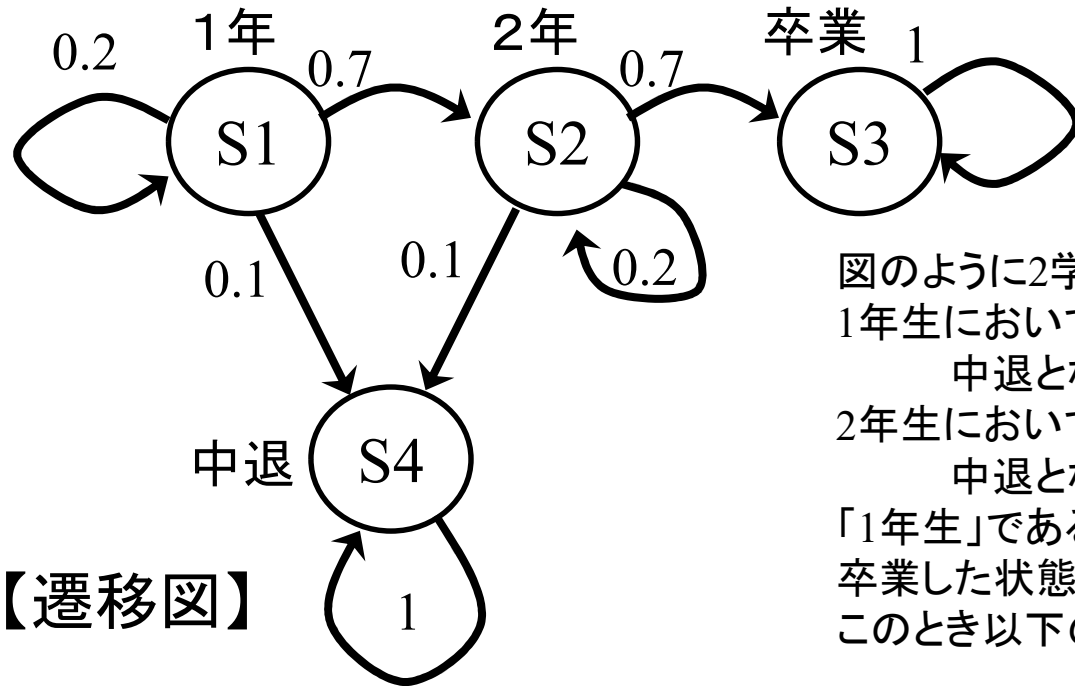 1年
2年
卒業
0.2
0.7
0.7
1
S1
S2
S3
0.1
0.1
0.2
中退
S4
1
【遷移図】
図のように2学
1年生において
中退とな
2年生において
中退とな
「1年生」である
卒業した状態
このとき以下の